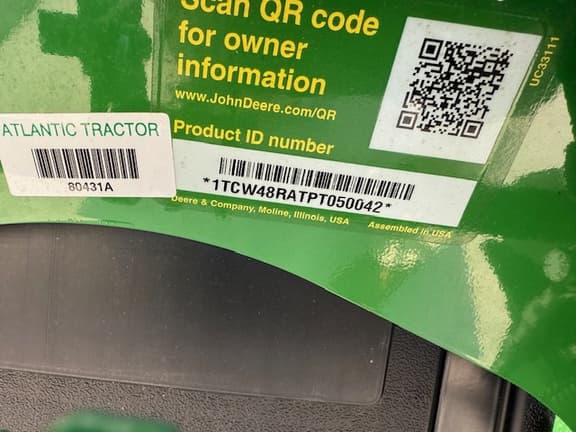 Scan QR code
for owner
information
www.JohnDeere.com/QR
UC33111
ATLANTIC TRACTOR
80431A
Product ID number
*1TCW48RATPT050042*
Deere & Company, Moline, Illinois, USA
Assembled in USA